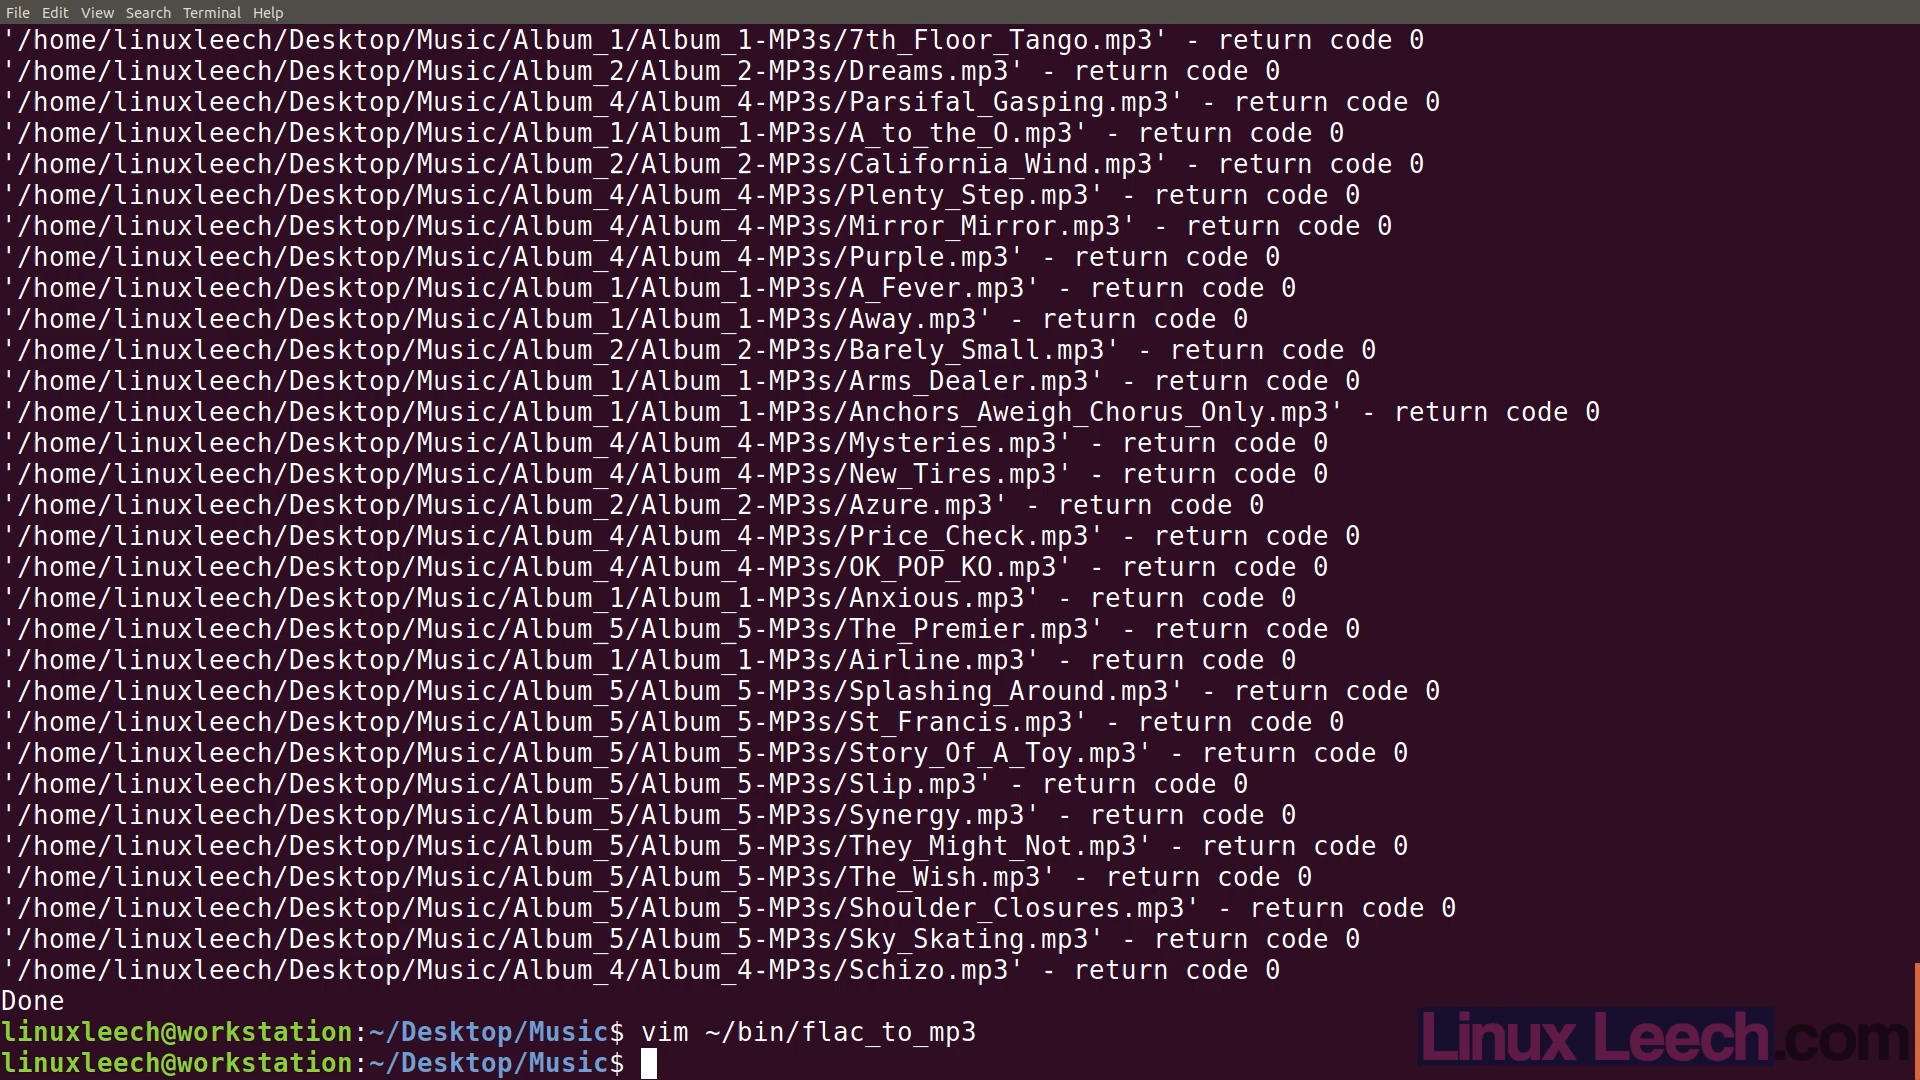 File Edit View Search Terminal Help
'/home/linuxleech/Desktop/Music/Album_1/Album_1-MP3s/7th_Floor_Tango.mp3' - return code 0
'/home/linuxleech/Desktop/Music/Album_2/Album_2-MP3s/Dreams.mp3' - return code 0
'/home/linuxleech/Desktop/Music/Album_4/Album_4-MP3s/Parsifal_Gasping.mp3' - return code 0
'/home/linuxleech/Desktop/Music/Album_1/Album_1-MP3s/A_to_the_O.mp3' - return code 0
'/home/linuxleech/Desktop/Music/Album_2/Album_2-MP3s/California_Wind.mp3' - return code 0
'/home/linuxleech/Desktop/Music/Album_4/Album_4-MP3s/Plenty_Step.mp3' - return code 0
'/home/linuxleech/Desktop/Music/Album_4/Album_4-MP3s/Mirror_Mirror.mp3' - return code 0
'/home/linuxleech/Desktop/Music/Album_4/Album_4-MP3s/Purple.mp3' - return code 0
'/home/linuxleech/Desktop/Music/Album_1/Album_1-MP3s/A_Fever.mp3' - return code 0
'/home/linuxleech/Desktop/Music/Album_1/Album_1-MP3s/Away.mp3' - return code 0
'/home/linuxleech/Desktop/Music/Album_2/Album_2-MP3s/Barely_Small.mp3' - return code 0
'/home/linuxleech/Desktop/Music/Album_1/Album_1-MP3s/Arms_Dealer.mp3' - return code 0
'/home/linuxleech/Desktop/Music/Album_1/Album_1-MP3s/Anchors_Aweigh_Chorus_Only.mp3' - return code 0
'/home/linuxleech/Desktop/Music/Album_4/Album_4-MP3s/Mysteries.mp3' - return code 0
'/home/linuxleech/Desktop/Music/Album_4/Album_4-MP3s/New_Tires.mp3' - return code 0
'/home/linuxleech/Desktop/Music/Album_2/Album_2-MP3s/Azure.mp3' - return code 0
'/home/linuxleech/Desktop/Music/Album_4/Album_4-MP3s/Price_Check.mp3' - return code 0
'/home/linuxleech/Desktop/Music/Album_4/Album_4-MP3s/OK_POP_KO.mp3' - return code 0
'/home/linuxleech/Desktop/Music/Album_1/Album_1-MP3s/Anxious.mp3' - return code 0
'/home/linuxleech/Desktop/Music/Album_5/Album_5-MP3s/The_Premier.mp3' - return code 0
'/home/linuxleech/Desktop/Music/Album_1/Album_1-MP3s/Airline.mp3' - return code 0
'/home/linuxleech/Desktop/Music/Album_5/Album_5-MP3s/Splashing_Around.mp3' - return code 0
'/home/linuxleech/Desktop/Music/Album_5/Album_5-MP3s/St_Francis.mp3' - return code 0
'/home/linuxleech/Desktop/Music/Album_5/Album_5-MP3s/Story_Of_A_Toy.mp3' - return code 0
'/home/linuxleech/Desktop/Music/Album_5/Album_5-MP3s/Slip.mp3' - return code 0
'/home/linuxleech/Desktop/Music/Album_5/Album_5-MP3s/Synergy.mp3' - return code 0
'/home/linuxleech/Desktop/Music/Album_5/Album_5-MP3s/They_Might_Not.mp3' - return code 0
'/home/linuxleech/Desktop/Music/Album_5/Album_5-MP3s/The_Wish.mp3' - return code 0
'/home/linuxleech/Desktop/Music/Album_5/Album_5-MP3s/Shoulder_Closures.mp3' - return code 0
'/home/linuxleech/Desktop/Music/Album_5/Album_5-MP3s/Sky_Skating.mp3' - return code 0
'/home/linuxleech/Desktop/Music/Album_4/Album_4-MP3s/Schizo.mp3' - return code 0
Done
linuxleech@workstation:~/Desktop/Music$ vim ~/bin/flac_to_mp3
linuxleech@workstation:~/Desktop/Music$
Linux Leech.com